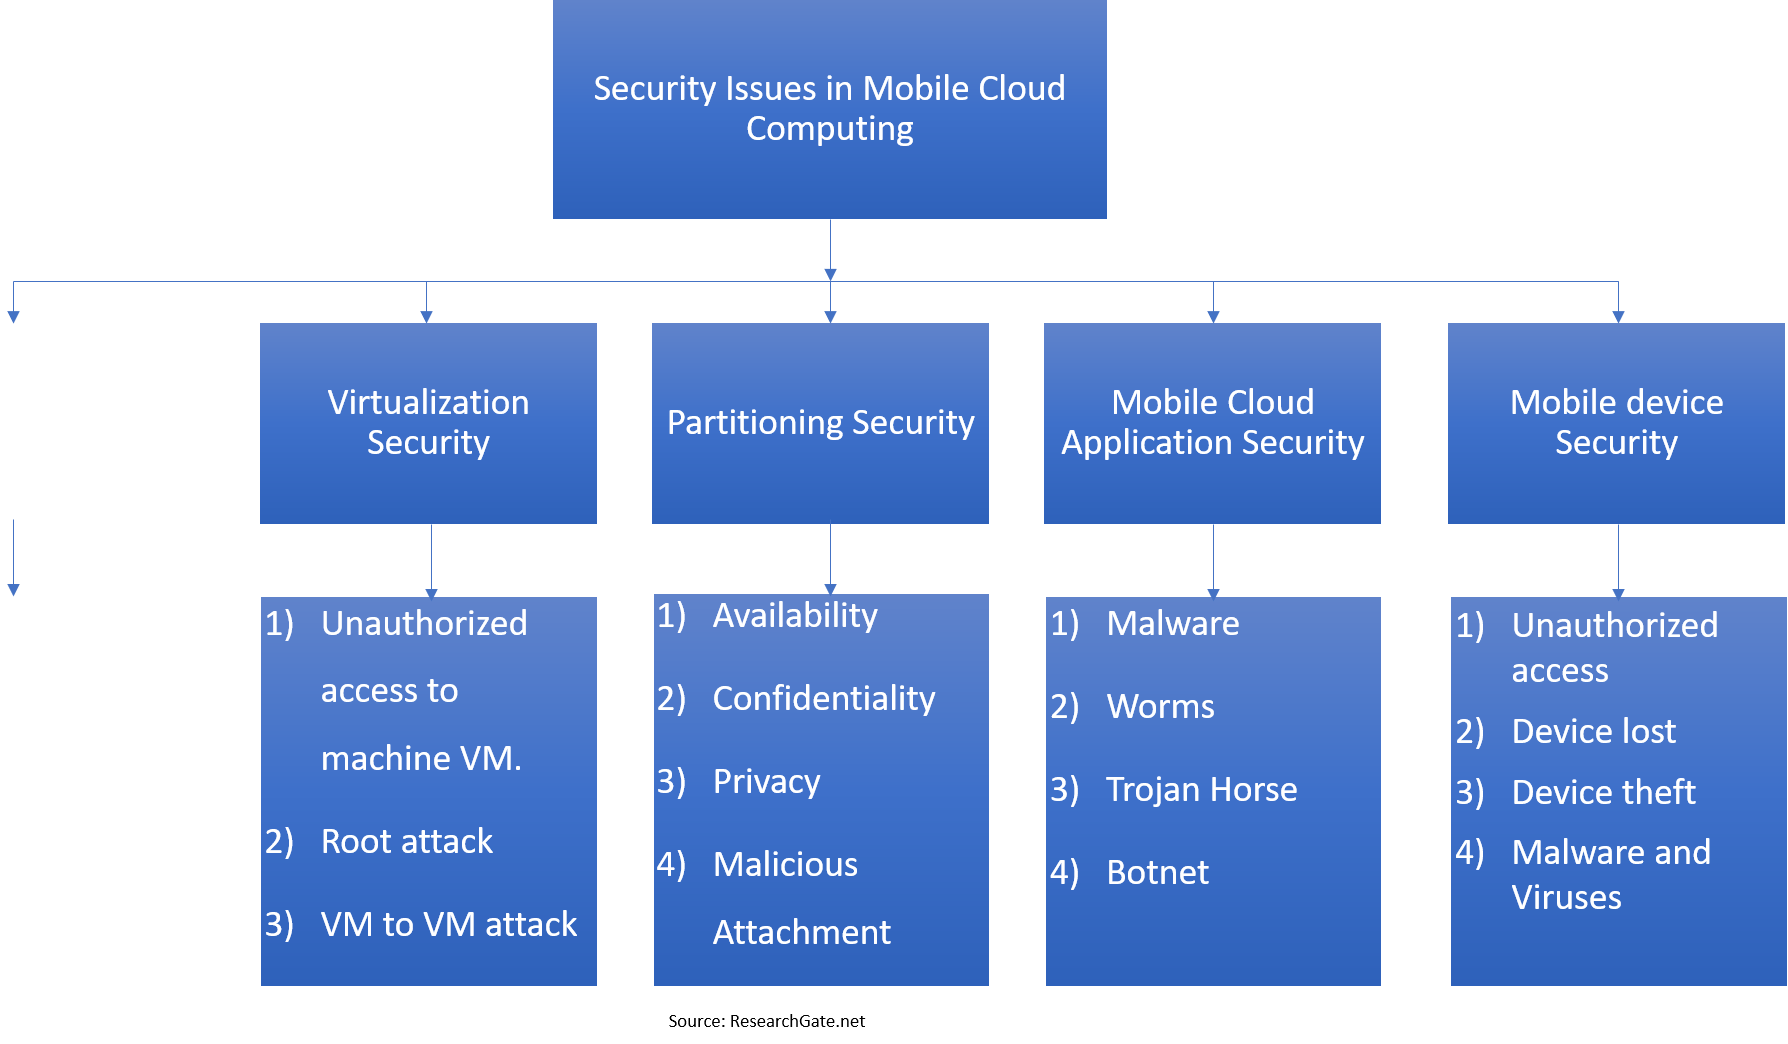 Security Issues in Mobile Cloud
Computing
Virtualization
Security
Partitioning Security
Mobile Cloud
Application Security
Mobile device
Security
1) Unauthorized
access to
machine VM.
2) Root attack
3) VM to VM attack
1) Availability
2) Confidentiality
3) Privacy
4) Malicious
Attachment
1) Malware
2) Worms
3) Trojan Horse
4) Botnet
1) Unauthorized
access
2) Device lost
3) Device theft
4) Malware and
Viruses
Source: ResearchGate.net